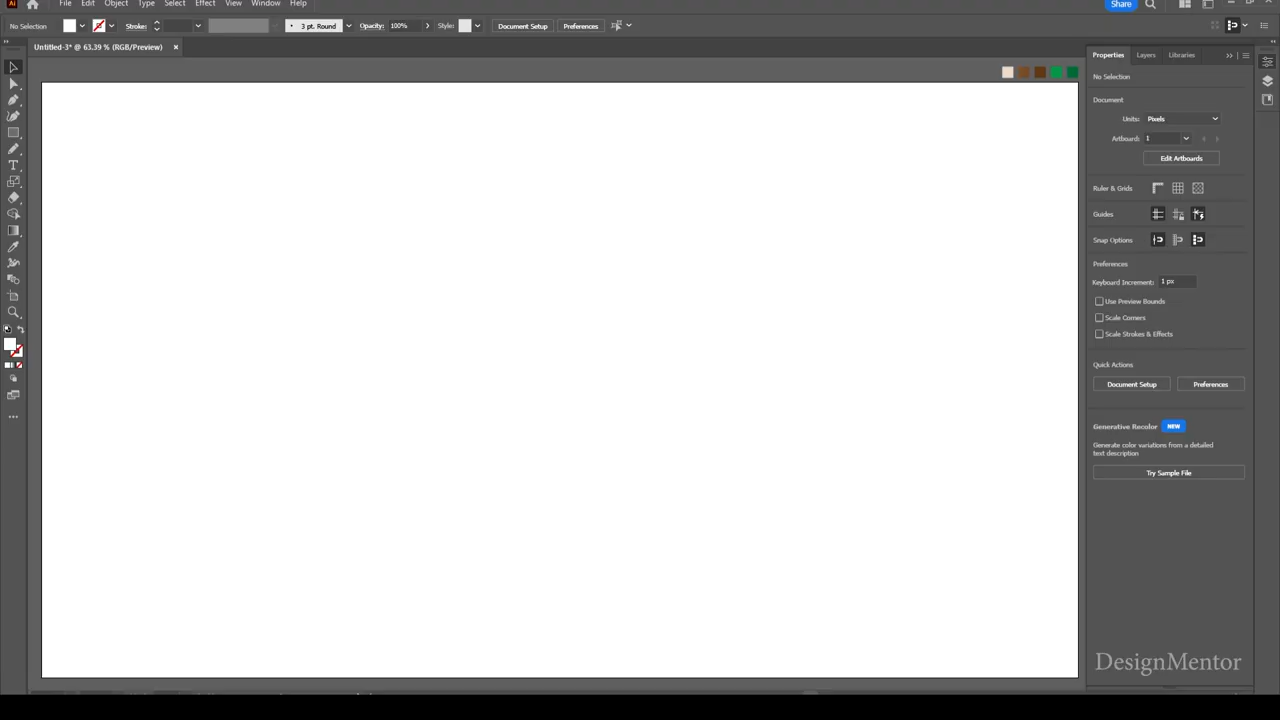 Ai File Edit Object Type Select Effect View Window Help Share
No Selection Stroke: 3 pt. Round Opacity: 100% Style: Document Setup Preferences
Untitled-3* @ 63.39 % (RGB/Preview) ×
Properties Layers Libraries
No Selection
Document
Units: Pixels
Artboard: 1
Edit Artboards
Ruler & Grids
Guides
Snap Options
Preferences
Keyboard Increment: 1 px
Use Preview Bounds
Scale Corners
Scale Strokes & Effects
Quick Actions
Document Setup Preferences
Generative Recolor NEW
Generate color variations from a detailed
text description
Try Sample File
DesignMentor